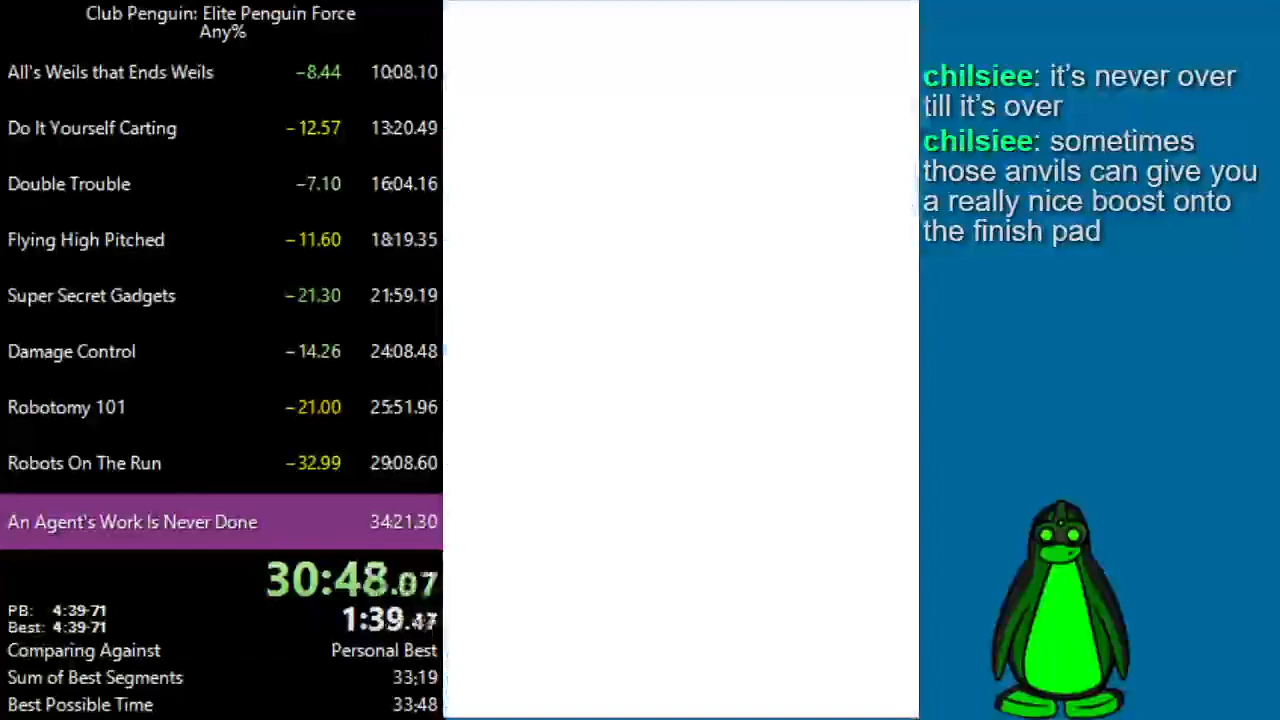 Club Penguin: Elite Penguin Force
Any%
All's Weils that Ends Weils −8.44 10:08.10
Do It Yourself Carting −12.57 13:20.49
Double Trouble −7.10 16:04.16
Flying High Pitched −11.60 18:19.35
Super Secret Gadgets −21.30 21:59.19
Damage Control −14.26 24:08.48
Robotomy 101 −21.00 25:51.96
Robots On The Run −32.99 29:08.60
An Agent's Work Is Never Done 34:21.30
30:48.07
PB: 4:39.71 1:39.47
Best: 4:39.71
Comparing Against Personal Best
Sum of Best Segments 33:19
Best Possible Time 33:48
chilsiee: it’s never over
till it’s over
chilsiee: sometimes
those anvils can give you
a really nice boost onto
the finish pad